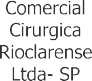 Comercial
Cirurgica
Rioclarense
Ltda- SP